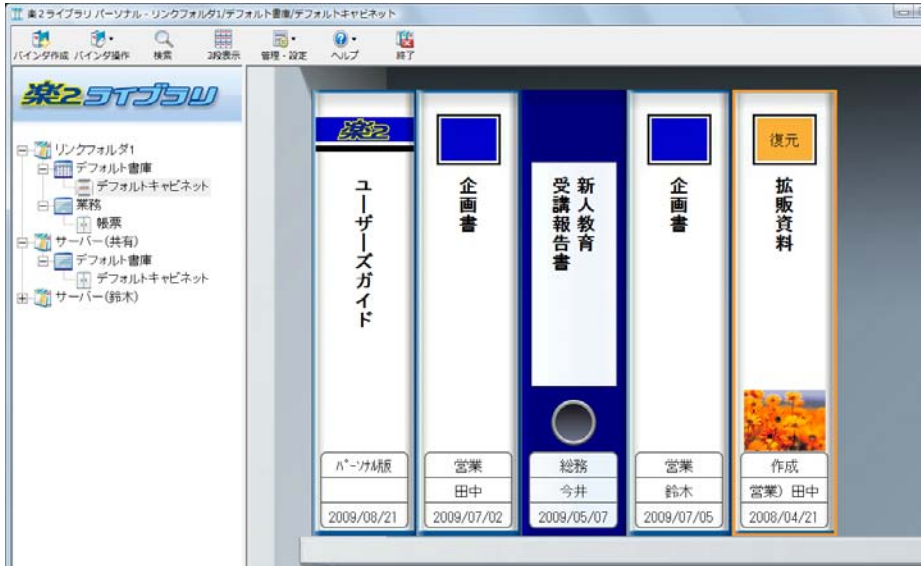 楽2ライブラリ パーソナル - リンクフォルダ1/デフォルト書庫/デフォルトキャビネット
バインダ作成 バインダ操作 検索 2段表示 管理・設定 ヘルプ 終了
楽2ライブラリ
リンクフォルダ1
デフォルト書庫
デフォルトキャビネット
業務
帳票
サーバー(共有)
デフォルト書庫
デフォルトキャビネット
サーバー(鈴木)
楽2
ユーザーズガイド
パーソナル版
2009/08/21
企画書
営業
田中
2009/07/02
新人教育
受講報告書
総務
今井
2009/05/07
企画書
営業
鈴木
2009/07/05
復元
拡販資料
作成
営業) 田中
2008/04/21